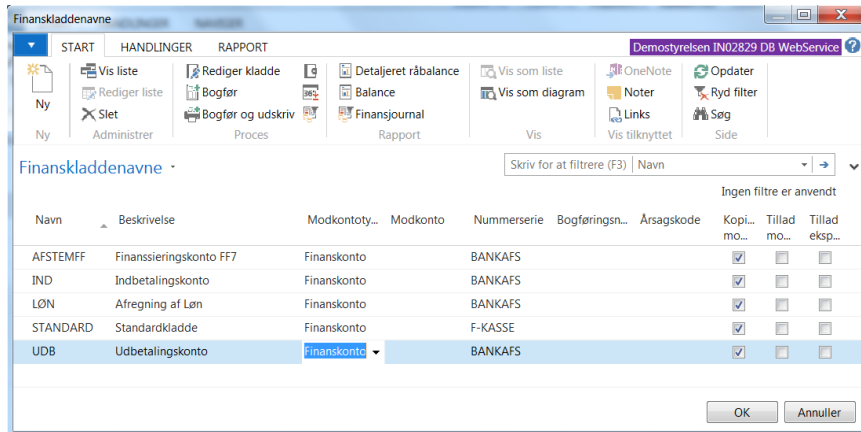 Finanskladdenavne
START HANDLINGER RAPPORT Demostyrelsen IN02829 DB WebService
Vis liste Rediger kladde Detaljeret råbalance Vis som liste OneNote Opdater
Ny Rediger liste Bogfør Balance Vis som diagram Noter Ryd filter
Slet Bogfør og udskriv Finansjournal Links Søg
Ny Administrer Proces Rapport Vis Vis tilknyttet Side
Finanskladdenavne Skriv for at filtrere (F3) Navn
Ingen filtre er anvendt
Navn Beskrivelse Modkontoty... Modkonto Nummerserie Bogføringsn... Årsagskode Kopi... Tillad Tillad
mo... mo... eksp...
AFSTEMFF Finanssieringskonto FF7 Finanskonto BANKAFS
IND Indbetalingskonto Finanskonto BANKAFS
LØN Afregning af Løn Finanskonto BANKAFS
STANDARD Standardkladde Finanskonto F-KASSE
UDB Udbetalingskonto Finanskonto BANKAFS
OK Annuller